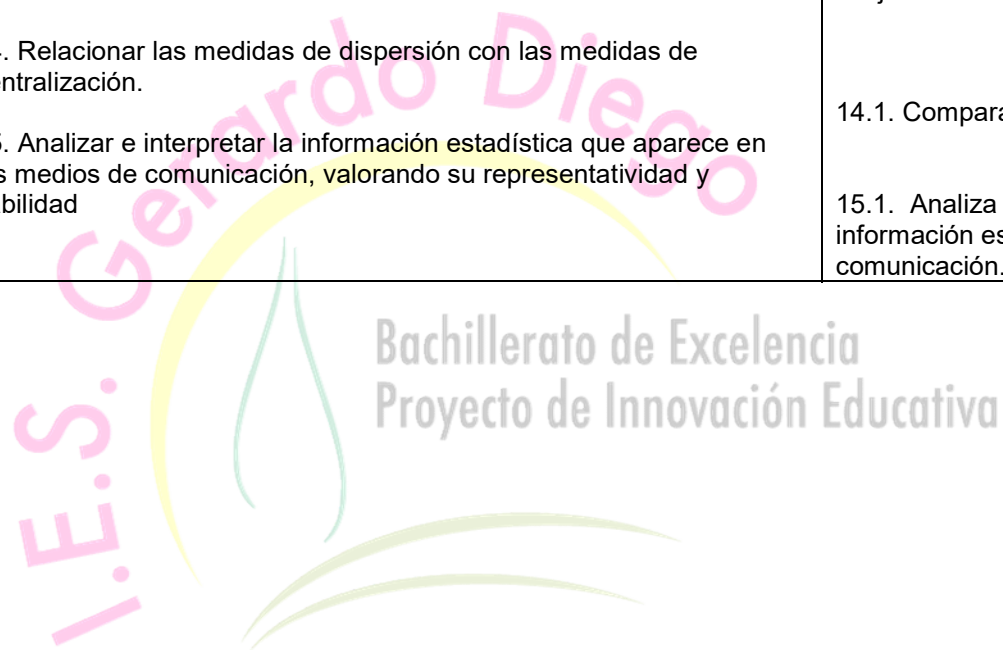 . Relacionar las medidas de dispersión con las medidas de
ntralización.
. Analizar e interpretar la información estadística que aparece en
s medios de comunicación, valorando su representatividad y
bilidad
14.1. Compara
15.1. Analiza
información es
comunicación.
I.E.S. Gerardo Diego
Bachillerato de Excelencia
Proyecto de Innovación Educativa